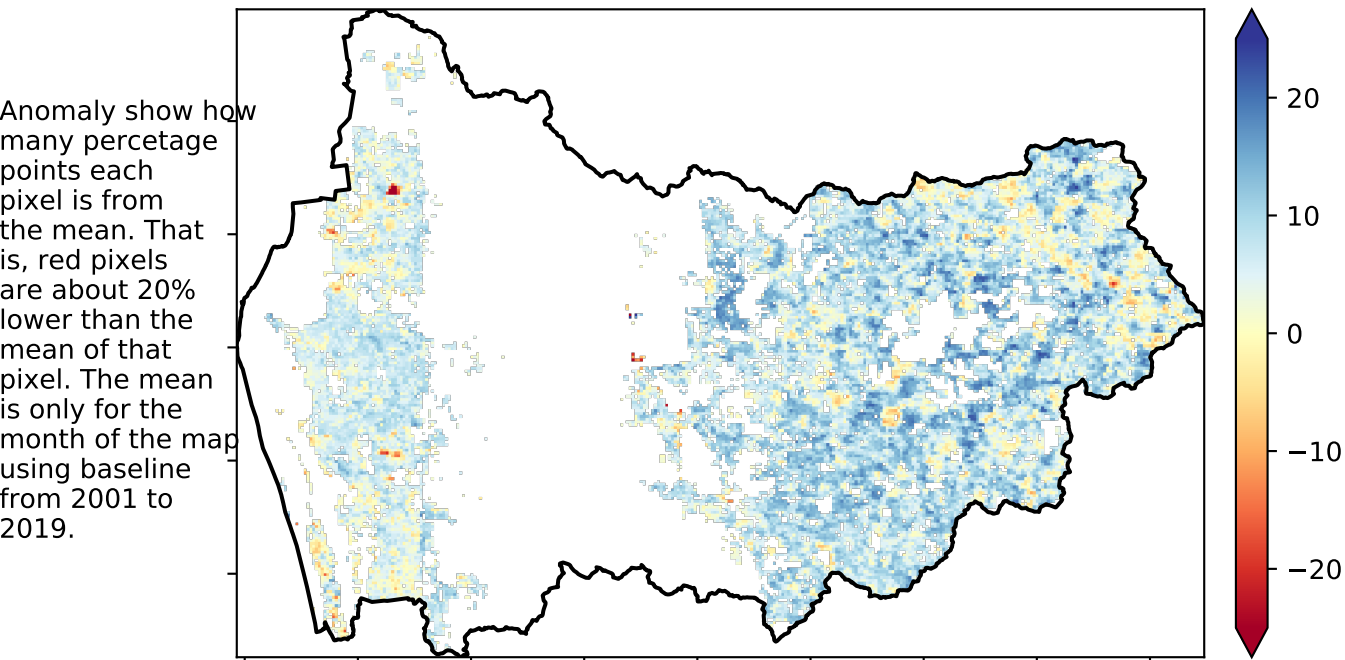 Anomaly show how
many percetage
points each
pixel is from
the mean. That
is, red pixels
are about 20%
lower than the
mean of that
pixel. The mean
is only for the
month of the map
using baseline
from 2001 to
2019.
20
10
0
−10
−20